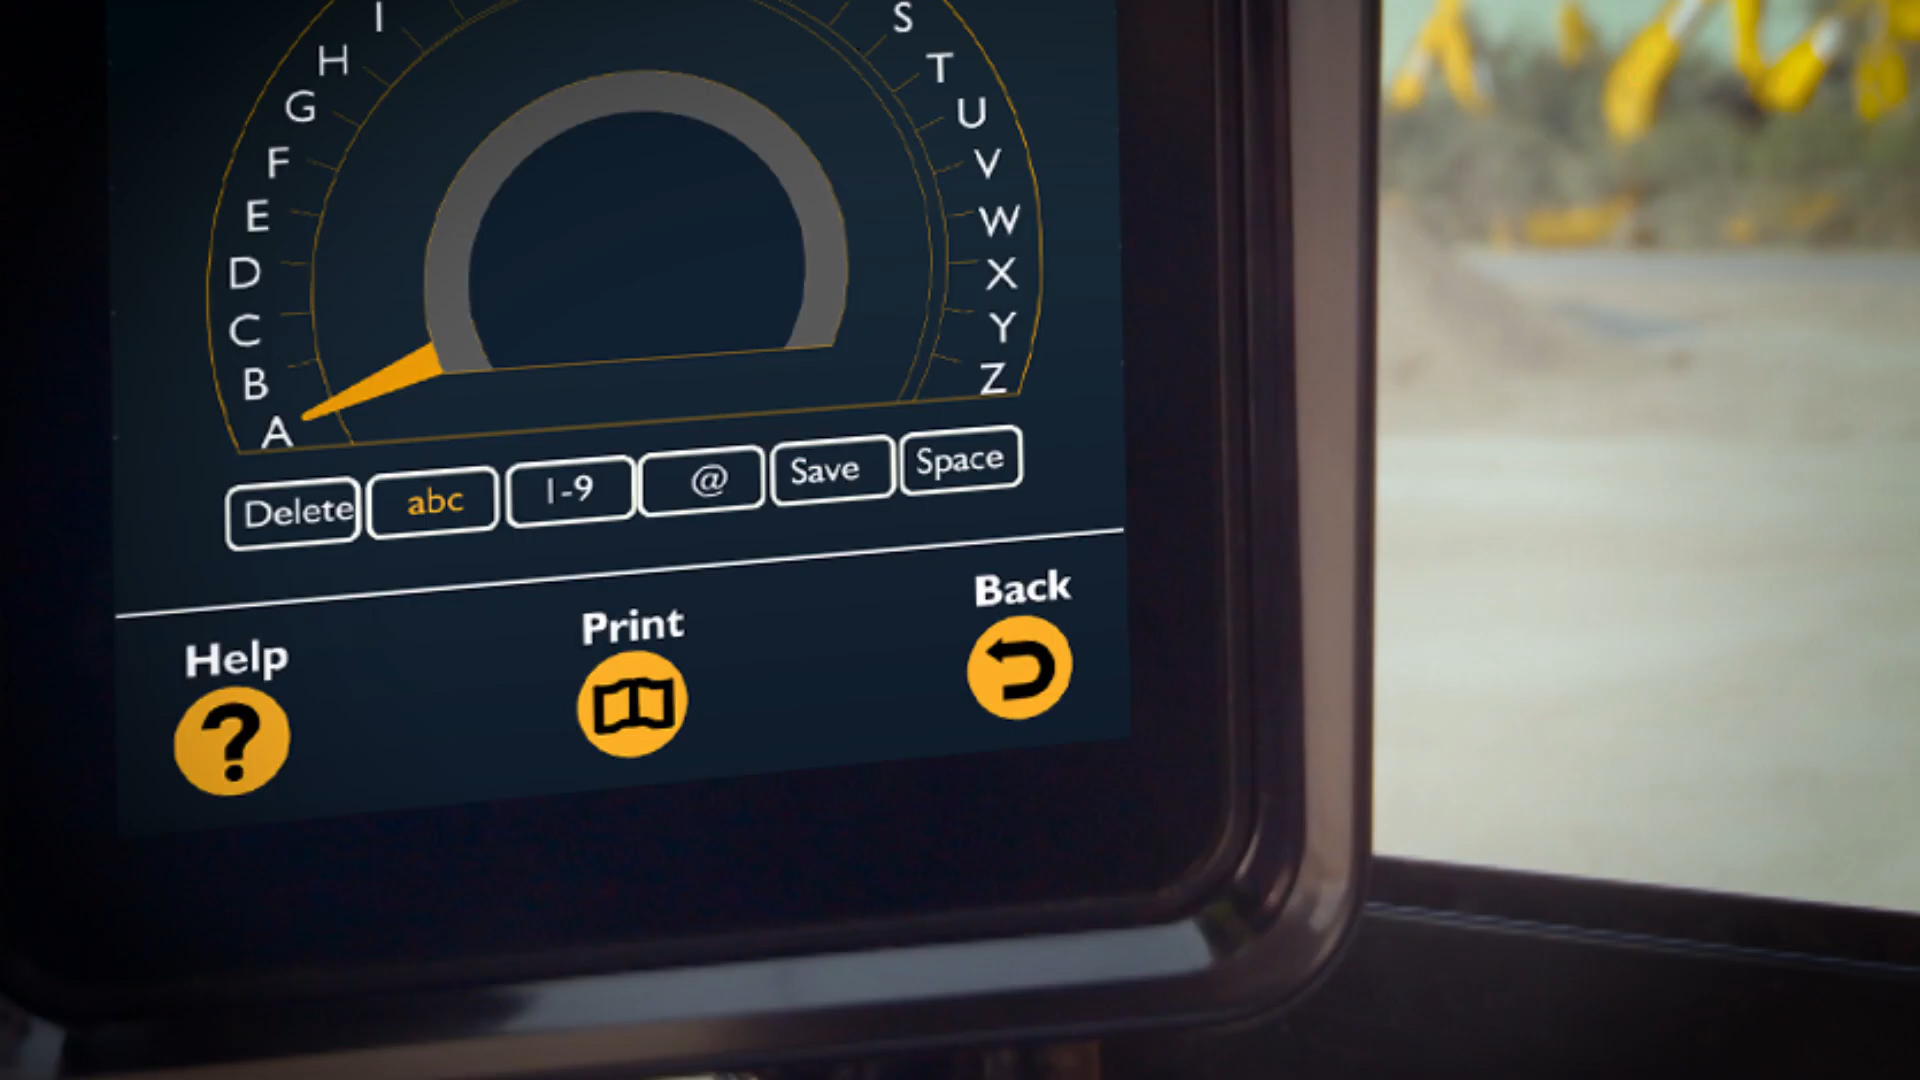 I
H
G
F
E
D
C
B
A
S
T
U
V
W
X
Y
Z
Delete abc 1-9 @ Save Space
Help Print Back
?